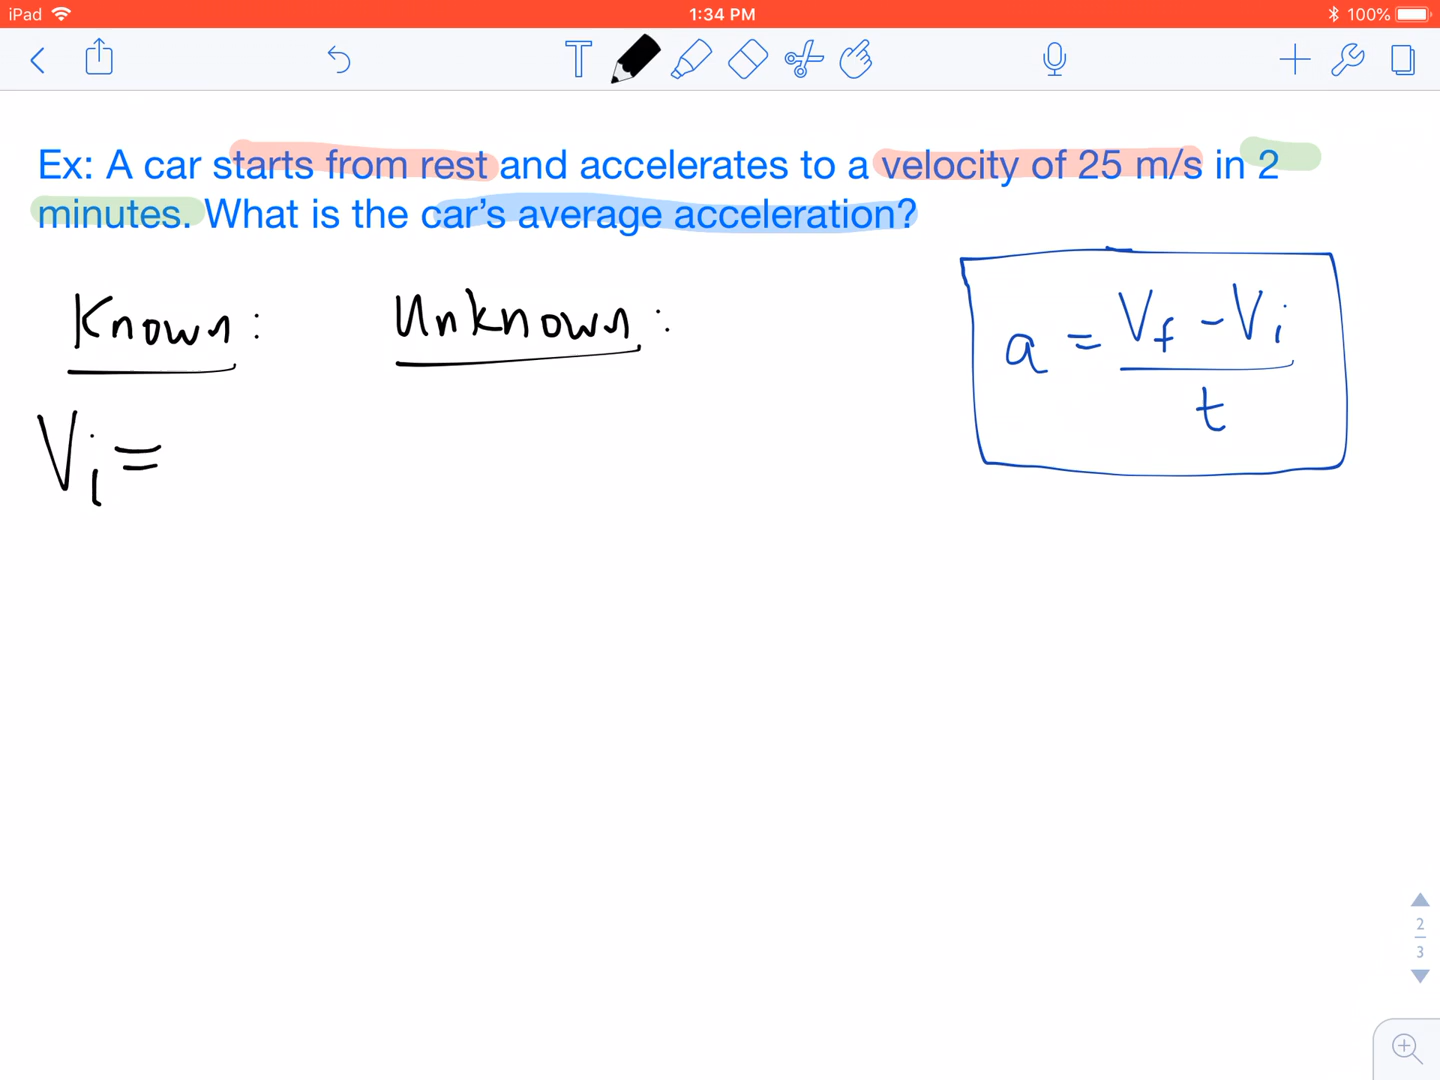 iPad 1:34 PM 100%
T
Ex: A car starts from rest and accelerates to a velocity of 25 m/s in 2
minutes. What is the car's average acceleration?
Known: Unknown:
a = Vf - Vi
t
Vi =
2
3